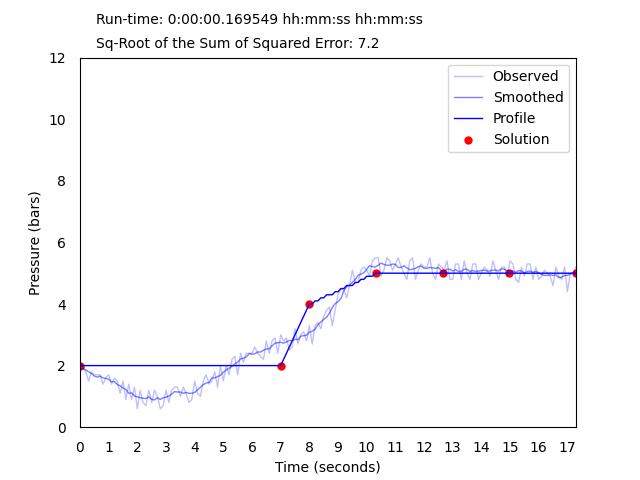 Run-time: 0:00:00.169549 hh:mm:ss hh:mm:ss
Sq-Root of the Sum of Squared Error: 7.2
12
10
8
6
4
2
0
Pressure (bars)
Observed
Smoothed
Profile
Solution
0 1 2 3 4 5 6 7 8 9 10 11 12 13 14 15 16 17
Time (seconds)